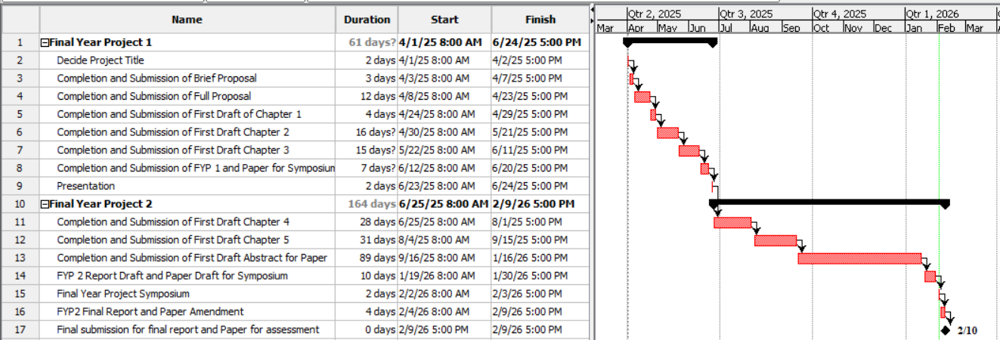 Name Duration Start Finish
Qtr 2, 2025 Qtr 3, 2025 Qtr 4, 2025 Qtr 1, 2026
Mar Apr May Jun Jul Aug Sep Oct Nov Dec Jan Feb Mar
1 Final Year Project 1 61 days? 4/1/25 8:00 AM 6/24/25 5:00 PM
2 Decide Project Title 2 days 4/1/25 8:00 AM 4/2/25 5:00 PM
3 Completion and Submission of Brief Proposal 3 days 4/3/25 8:00 AM 4/7/25 5:00 PM
4 Completion and Submission of Full Proposal 12 days 4/8/25 8:00 AM 4/23/25 5:00 PM
5 Completion and Submission of First Draft of Chapter 1 4 days 4/24/25 8:00 AM 4/29/25 5:00 PM
6 Completion and Submission of First Draft Chapter 2 16 days? 4/30/25 8:00 AM 5/21/25 5:00 PM
7 Completion and Submission of First Draft Chapter 3 15 days? 5/22/25 8:00 AM 6/11/25 5:00 PM
8 Completion and Submission of FYP 1 and Paper for Symposium 7 days? 6/12/25 8:00 AM 6/20/25 5:00 PM
9 Presentation 2 days 6/23/25 8:00 AM 6/24/25 5:00 PM
10 Final Year Project 2 164 days 6/25/25 8:00 AM 2/9/26 5:00 PM
11 Completion and Submission of First Draft Chapter 4 28 days 6/25/25 8:00 AM 8/1/25 5:00 PM
12 Completion and Submission of First Draft Chapter 5 31 days 8/4/25 8:00 AM 9/15/25 5:00 PM
13 Completion and Submission of First Draft Abstract for Paper 89 days 9/16/25 8:00 AM 1/16/26 5:00 PM
14 FYP 2 Report Draft and Paper Draft for Symposium 10 days 1/19/26 8:00 AM 1/30/26 5:00 PM
15 Final Year Project Symposium 2 days 2/2/26 8:00 AM 2/3/26 5:00 PM
16 FYP2 Final Report and Paper Amendment 4 days 2/4/26 8:00 AM 2/9/26 5:00 PM
17 Final submission for final report and Paper for assessment 0 days 2/9/26 5:00 PM 2/9/26 5:00 PM 2/10